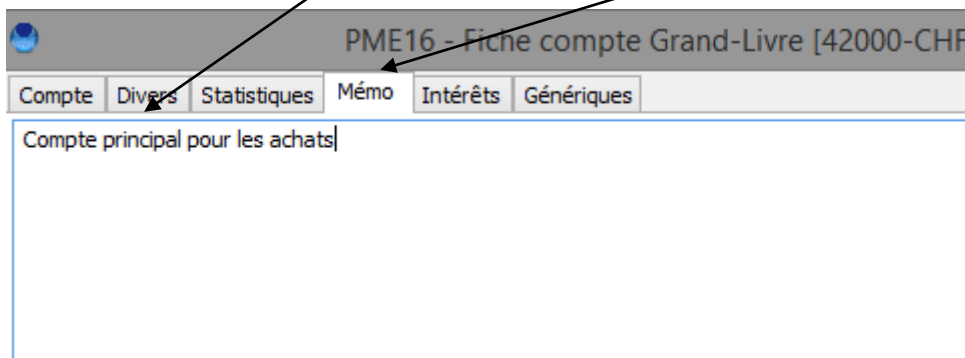 PME16 - Fiche compte Grand-Livre [42000-CHF
Compte Divers Statistiques Mémo Intérêts Génériques
Compte principal pour les achats